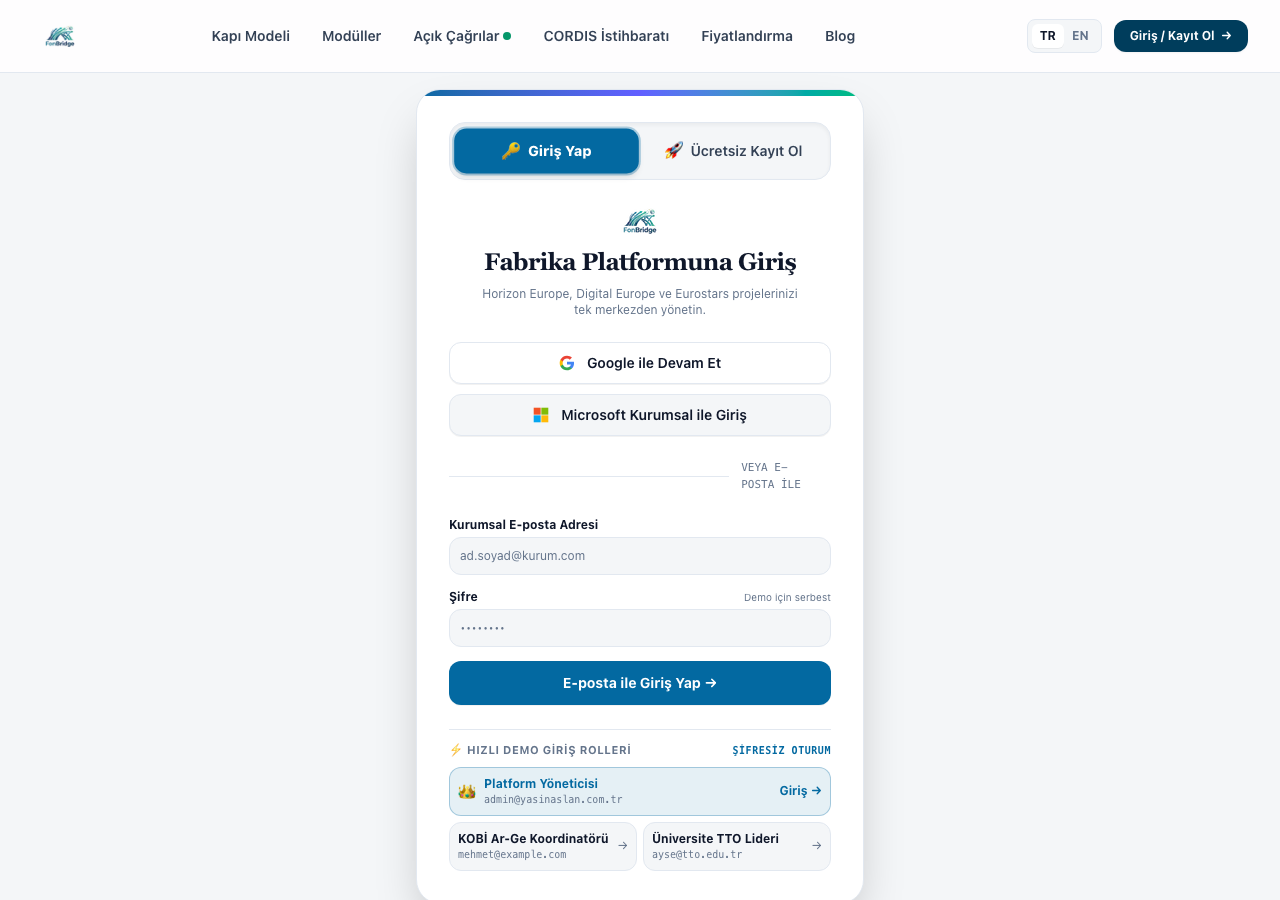 FonBridge
Kapı Modeli
Modüller
Açık Çağrılar
CORDIS İstihbaratı
Fiyatlandırma
Blog
TR
EN
Giriş / Kayıt Ol →
Giriş Yap
Ücretsiz Kayıt Ol
FonBridge
Fabrika Platformuna Giriş
Horizon Europe, Digital Europe ve Eurostars projelerinizi
tek merkezden yönetin.
Google ile Devam Et
Microsoft Kurumsal ile Giriş
VEYA E-
POSTA İLE
Kurumsal E-posta Adresi
ad.soyad@kurum.com
Şifre
Demo için serbest
••••••••
E-posta ile Giriş Yap →
⚡ HIZLI DEMO GİRİŞ ROLLERİ
ŞİFRESİZ OTURUM
Platform Yöneticisi
admin@yasinaslan.com.tr
Giriş →
KOBİ Ar-Ge Koordinatörü
mehmet@example.com
→
Üniversite TTO Lideri
ayse@tto.edu.tr
→